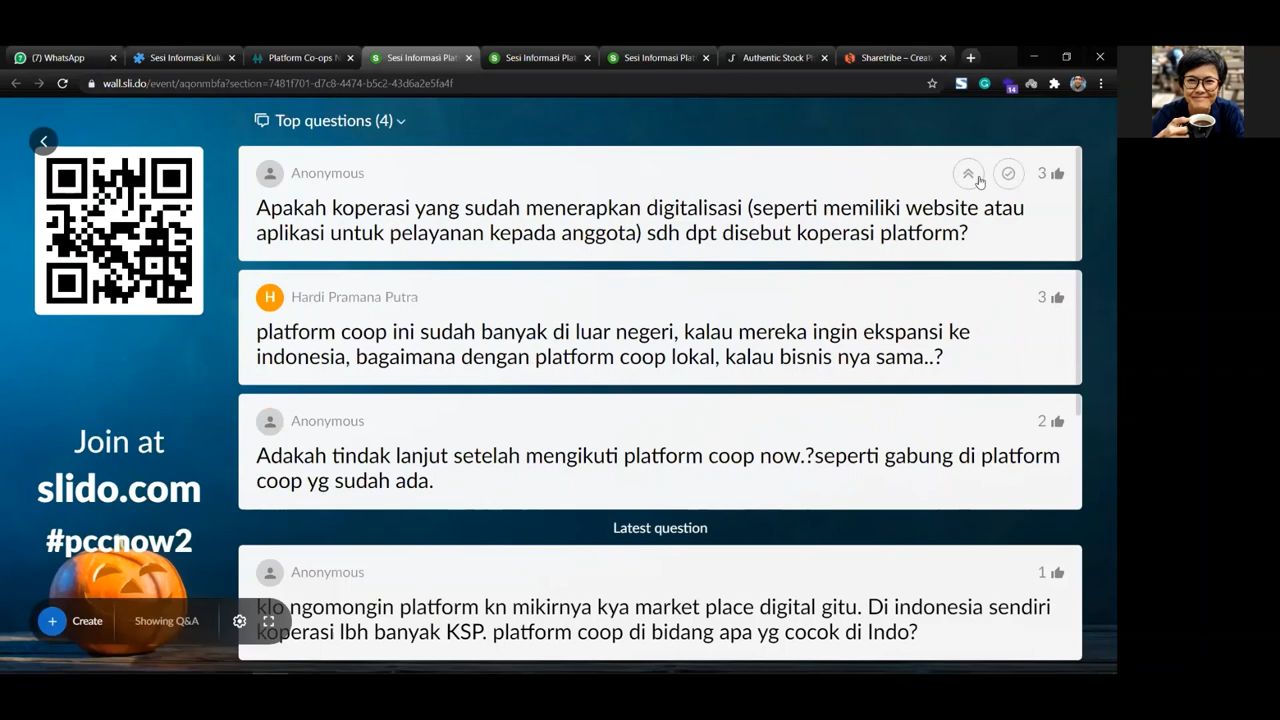 (7) WhatsApp
Sesi Informasi Kuli
Platform Co-ops N
Sesi Informasi Plat
Sesi Informasi Plat
Sesi Informasi Plat
Authentic Stock P
Sharetribe – Creat
wall.sli.do/event/aqonmbfa?section=7481f701-d7c8-4474-b5c2-43d6a2e5fa4f
14
Top questions (4)
Anonymous
3
Apakah koperasi yang sudah menerapkan digitalisasi (seperti memiliki website atau
aplikasi untuk pelayanan kepada anggota) sdh dpt disebut koperasi platform?
H
Hardi Pramana Putra
3
platform coop ini sudah banyak di luar negeri, kalau mereka ingin ekspansi ke
indonesia, bagaimana dengan platform coop lokal, kalau bisnis nya sama..?
Anonymous
2
Adakah tindak lanjut setelah mengikuti platform coop now.?seperti gabung di platform
coop yg sudah ada.
Latest question
Anonymous
1
klo ngomongin platform kn mikirnya kya market place digital gitu. Di indonesia sendiri
koperasi lbh banyak KSP. platform coop di bidang apa yg cocok di Indo?
Join at
slido.com
#pccnow2
Create
Showing Q&A